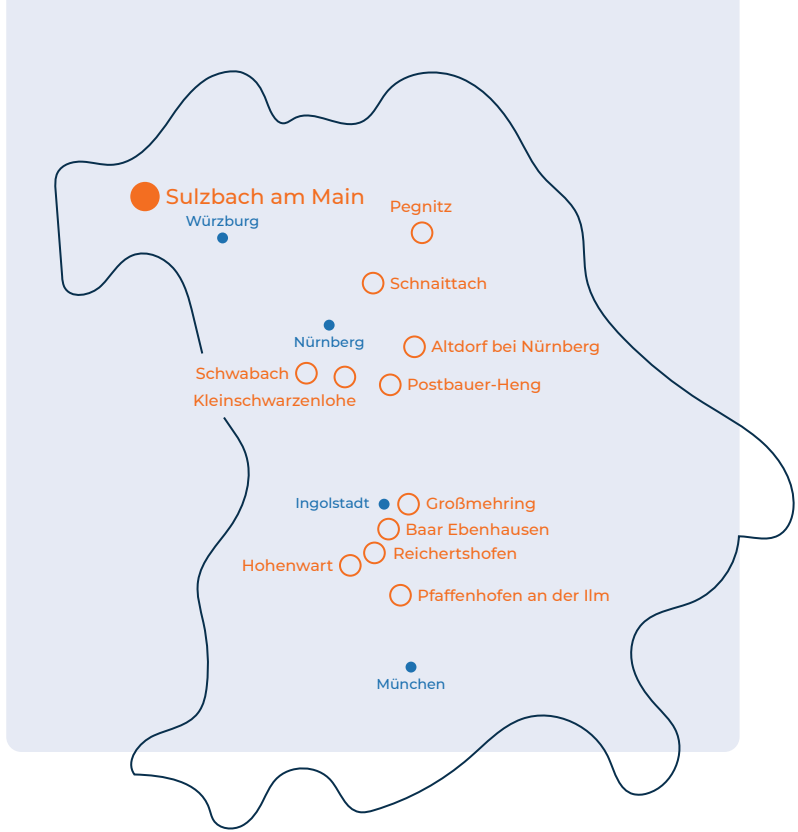 Sulzbach am Main
Pegnitz
Würzburg
Schnaittach
Nürnberg
Altdorf bei Nürnberg
Schwabach
Postbauer-Heng
Kleinschwarzenlohe
Ingolstadt
Großmehring
Baar Ebenhausen
Reichertshofen
Hohenwart
Pfaffenhofen an der Ilm
München